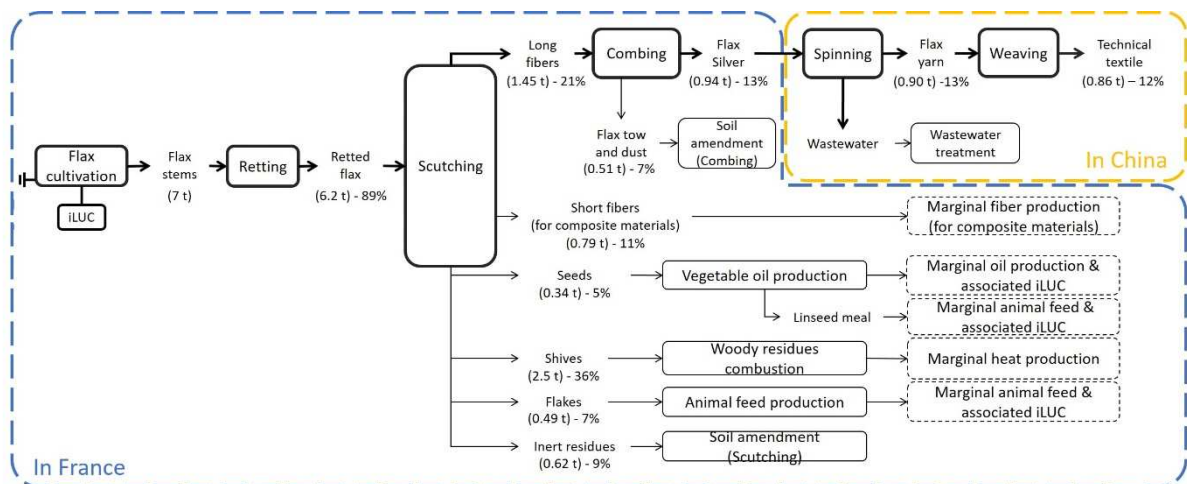 Long
fibers
(1.45 t) - 21%
Combing
Flax
Silver
(0.94 t) - 13%
Spinning
Flax
yarn
(0.90 t) -13%
Weaving
Technical
textile
(0.86 t) – 12%
Flax tow
and dust
(0.51 t) - 7%
Soil
amendment
(Combing)
Wastewater
Wastewater
treatment
In China
Flax
cultivation
iLUC
Flax
stems
(7 t)
Retting
Retted
flax
(6.2 t) - 89%
Scutching
Short fibers
(for composite materials)
(0.79 t) - 11%
Marginal fiber production
(for composite materials)
Seeds
(0.34 t) - 5%
Vegetable oil production
Marginal oil production &
associated iLUC
Linseed meal
Marginal animal feed
& associated iLUC
Shives
(2.5 t) - 36%
Woody residues
combustion
Marginal heat production
Flakes
(0.49 t) - 7%
Animal feed production
Marginal animal feed &
associated iLUC
Inert residues
(0.62 t) - 9%
Soil amendment
(Scutching)
In France